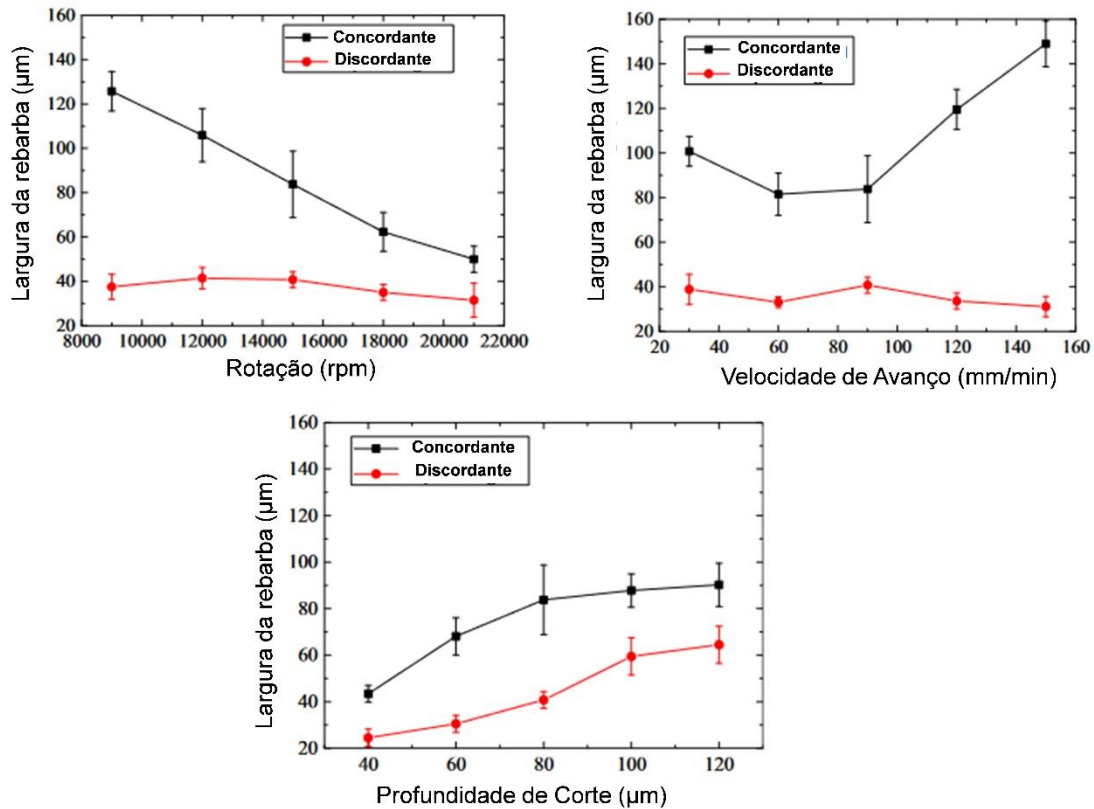 Largura da rebarba (µm)
160
140
120
100
80
60
40
20
Concordante
Discordante
8000 10000 12000 14000 16000 18000 20000 22000
Rotação (rpm)
Largura da rebarba (µm)
160
140
120
100
80
60
40
20
Concordante
Discordante
20 40 60 80 100 120 140 160
Velocidade de Avanço (mm/min)
Largura da rebarba (µm)
160
140
120
100
80
60
40
20
Concordante
Discordante
40 60 80 100 120
Profundidade de Corte (µm)